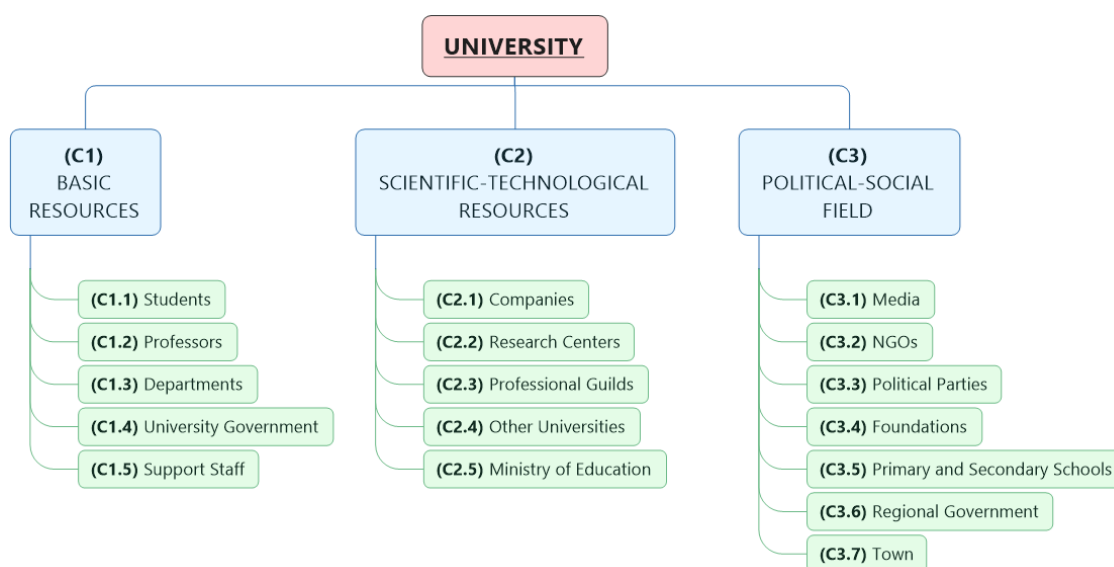 UNIVERSITY
(C1)
BASIC
RESOURCES
(C2)
SCIENTIFIC-TECHNOLOGICAL
RESOURCES
(C3)
POLITICAL-SOCIAL
FIELD
(C1.1) Students
(C1.2) Professors
(C1.3) Departments
(C1.4) University Government
(C1.5) Support Staff
(C2.1) Companies
(C2.2) Research Centers
(C2.3) Professional Guilds
(C2.4) Other Universities
(C2.5) Ministry of Education
(C3.1) Media
(C3.2) NGOs
(C3.3) Political Parties
(C3.4) Foundations
(C3.5) Primary and Secondary Schools
(C3.6) Regional Government
(C3.7) Town